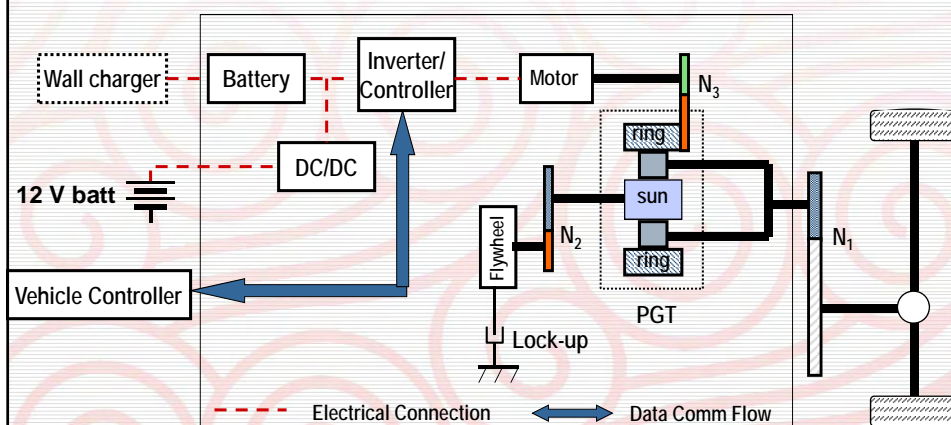 Wall charger
Battery
Inverter/
Controller
Motor
N3
ring
DC/DC
12 V batt
sun
Flywheel
N2
N1
ring
Vehicle Controller
PGT
Lock-up
Electrical Connection
Data Comm Flow